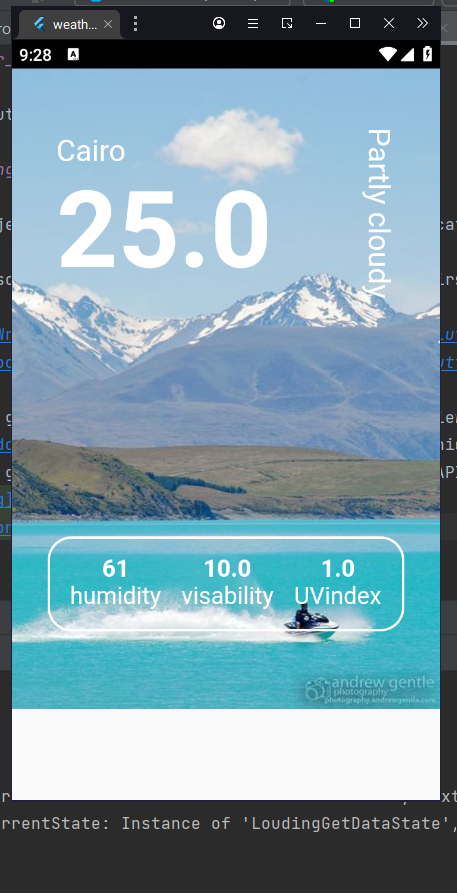 weath...
9:28
Cairo
25.0
Partly cloudy
61 10.0 1.0
humidity visability UVindex
andrew gentle
photography
photography.andrewgentle.com
rrentState: Instance of 'LoudingGetDataState',